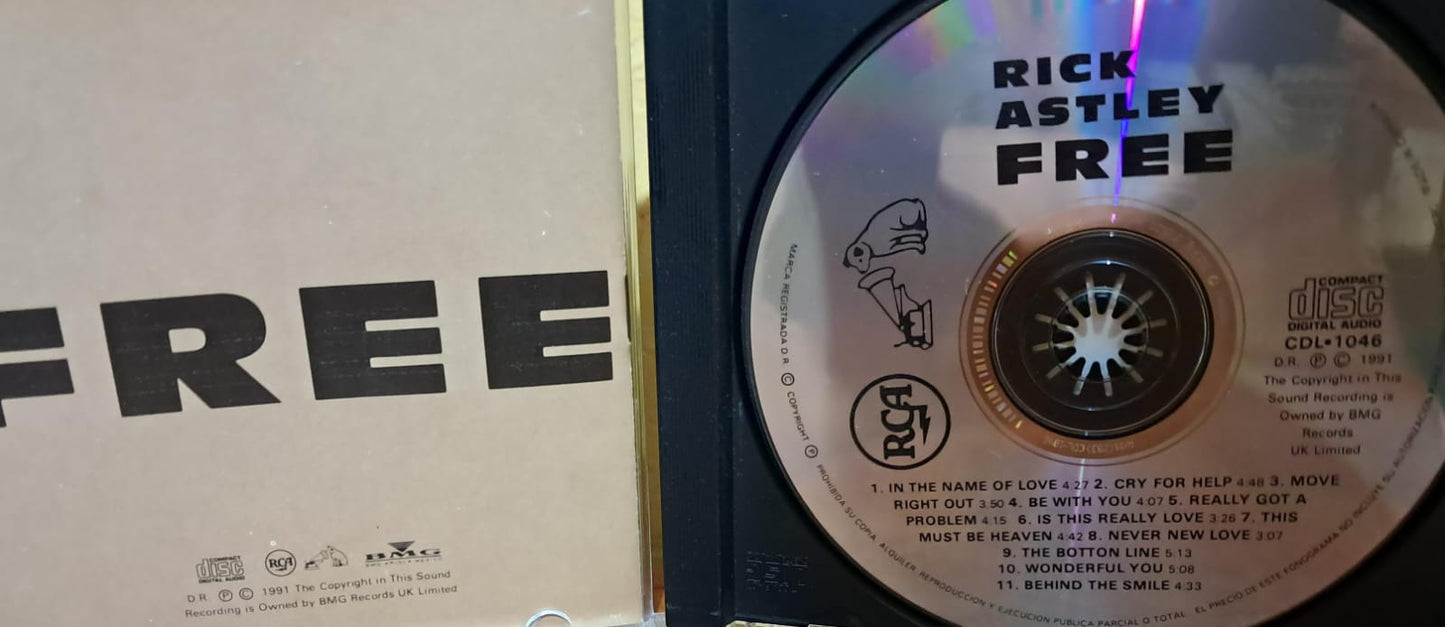 FREE
COMPACT
disc
DIGITAL AUDIO
RCA
BMG
D.R. Ⓟ © 1991 The Copyright in This Sound
Recording is Owned by BMG Records UK Limited
RICK
ASTLEY
FREE
COMPACT
disc
DIGITAL AUDIO
CDL•1046
D.R. Ⓟ © 1991
The Copyright in This
Sound Recording is
Owned by BMG
Records
UK Limited
RCA
1. IN THE NAME OF LOVE 4:27 2. CRY FOR HELP 4:48 3. MOVE
RIGHT OUT 3:50 4. BE WITH YOU 4:07 5. REALLY GOT A
PROBLEM 4:15 6. IS THIS REALLY LOVE 3:26 7. THIS
MUST BE HEAVEN 4:42 8. NEVER NEW LOVE 3:07
9. THE BOTTON LINE 5:13
10. WONDERFUL YOU 5:08
11. BEHIND THE SMILE 4:33
MARCA REGISTRADA D.R. © COPYRIGHT Ⓟ PROHIBIDA SU COPIA, ALQUILER, REPRODUCCION Y EJECUCION PUBLICA PARCIAL O TOTAL. EL PRECIO DE ESTE FONOGRAMA NO INCLUYE SU AUTORIZACION